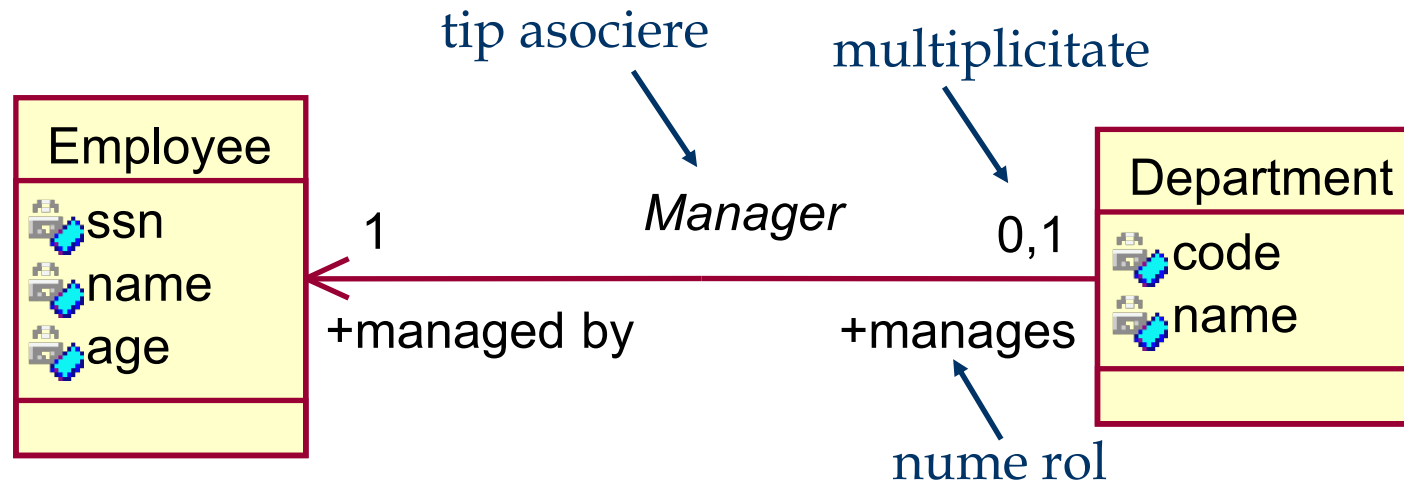 tip asociere
multiplicitate
Employee
ssn
name
age
1
Manager
0,1
+managed by
+manages
Department
code
name
nume rol